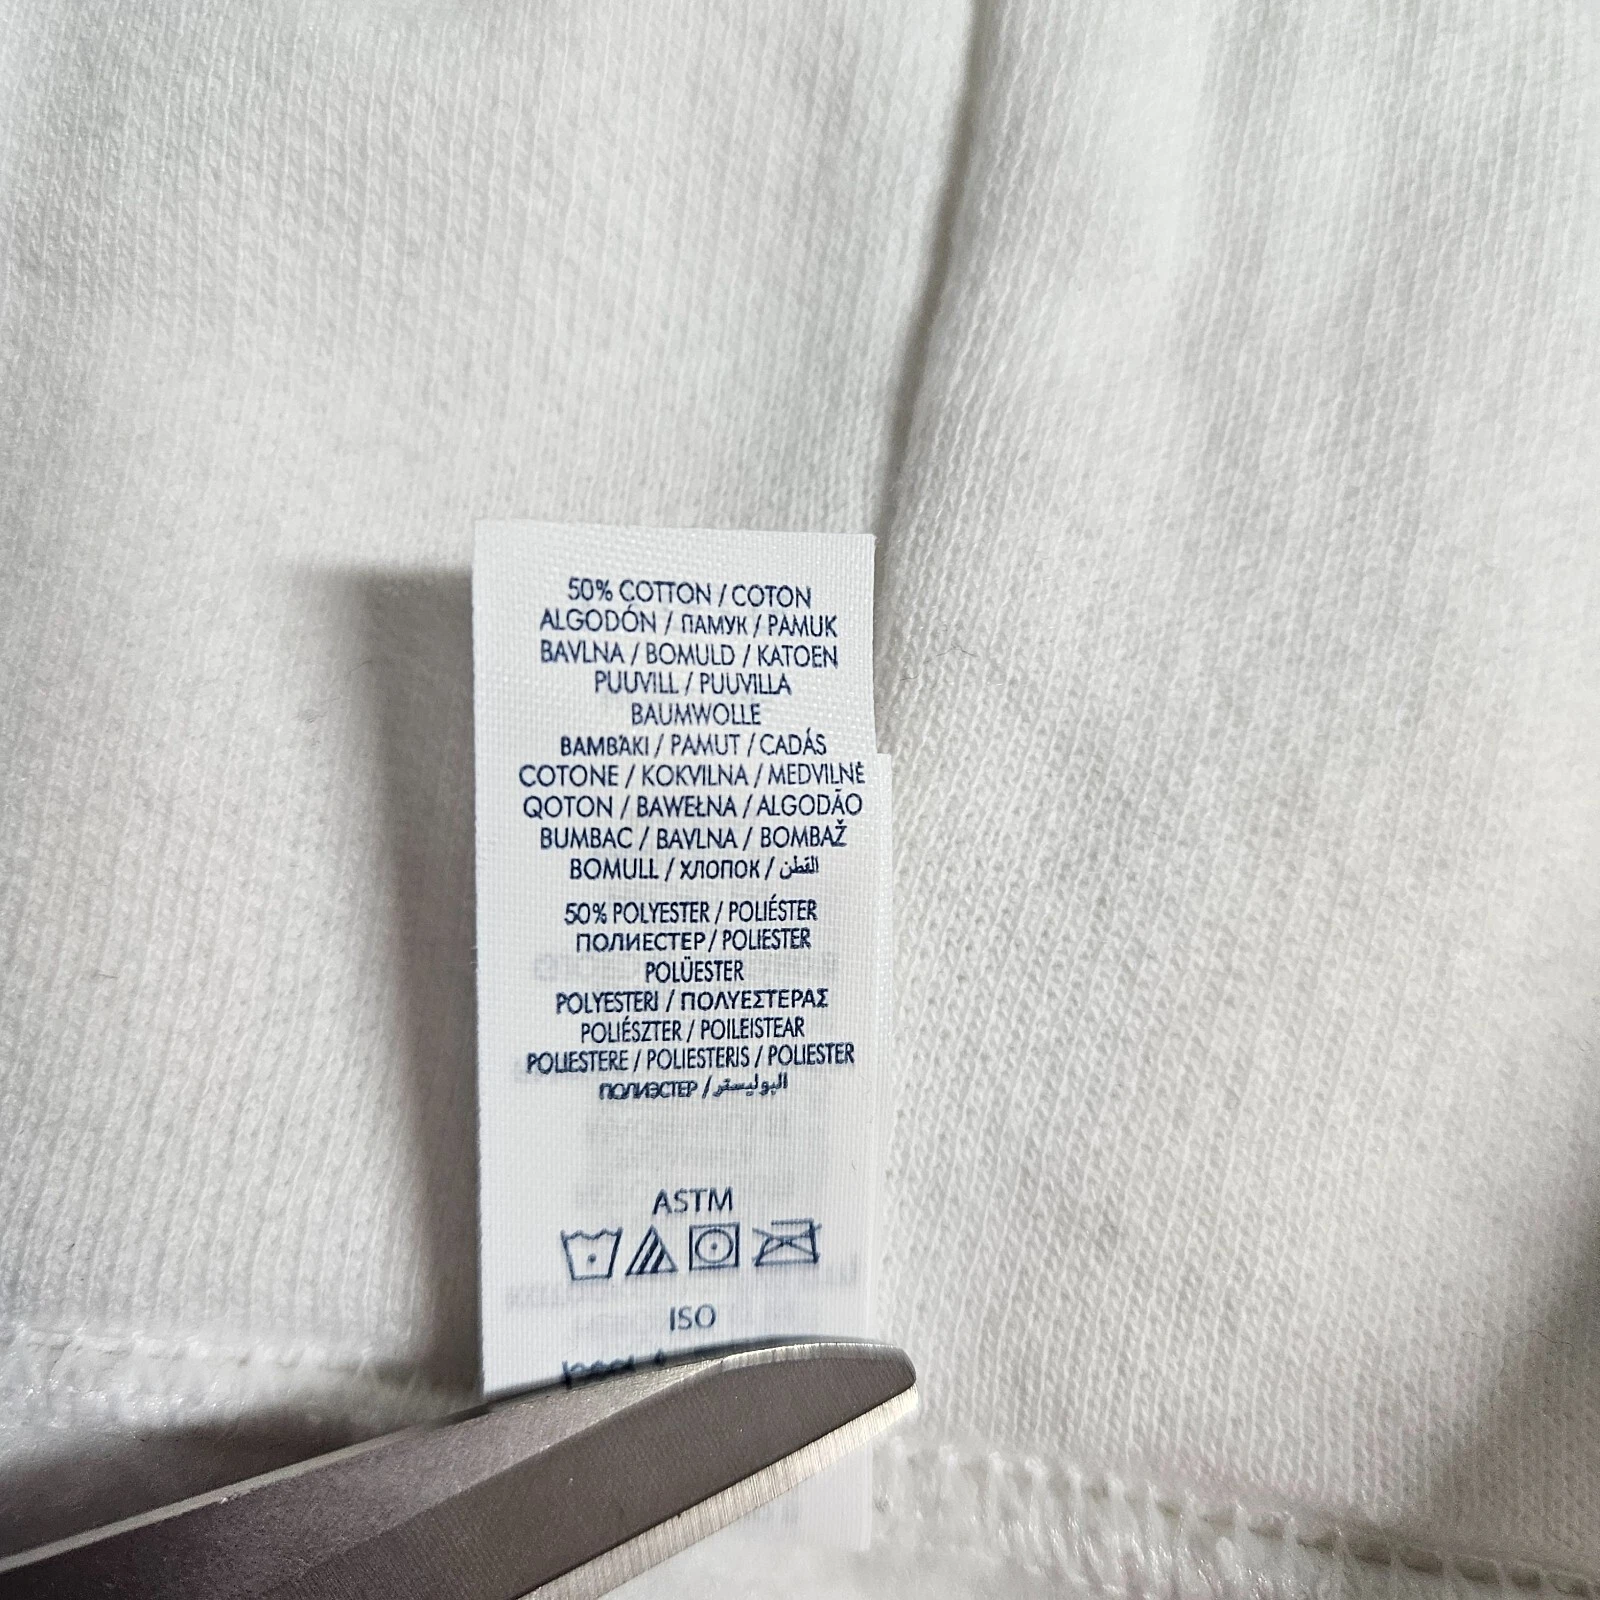 50% COTTON / COTON
ALGODÓN / ПАМУК / PAMUK
BAVLNA / BOMULD / KATOEN
PUUVILL / PUUVILLA
BAUMWOLLE
ΒΑΜΒΆΚΙ / PAMUT / CADÁS
COTONE / KOKVILNA / MEDVILNĖ
QOTON / BAWEŁNA / ALGODÃO
BUMBAC / BAVLNA / BOMBAŽ
BOMULL / ХЛОПОК / القطن
50% POLYESTER / POLIÉSTER
ПОЛИЕСТЕР / POLIESTER
POLÜESTER
POLYESTERI / ΠΟΛΥΕΣΤΕΡΑΣ
POLIÉSZTER / POILEISTEAR
POLIESTERE / POLIESTERIS / POLIESTER
ПОЛИЭСТЕР / البوليستر
ASTM
ISO